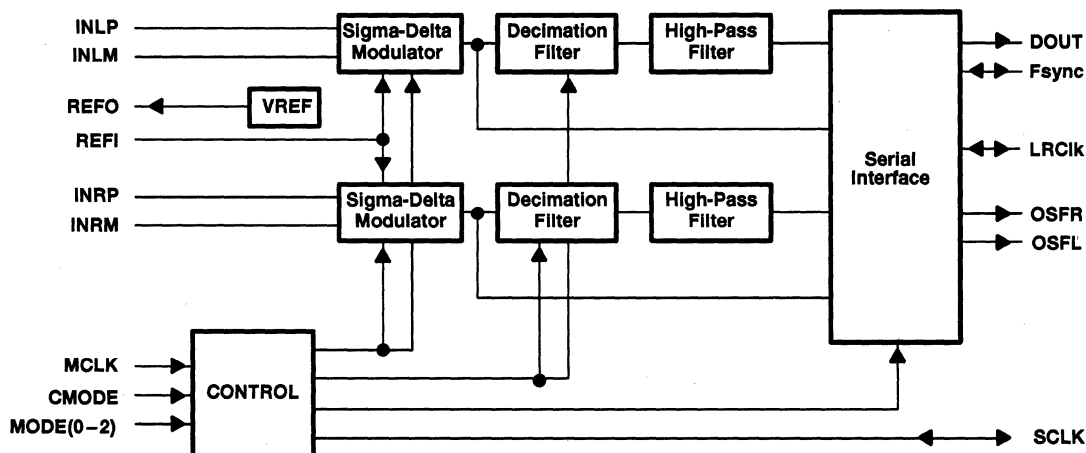 INLP
INLM
Sigma-Delta
Modulator
Decimation
Filter
High-Pass
Filter
DOUT
Fsync
REFO
VREF
REFI
Serial
Interface
LRClk
INRP
INRM
Sigma-Delta
Modulator
Decimation
Filter
High-Pass
Filter
OSFR
OSFL
MCLK
CMODE
MODE(0–2)
CONTROL
SCLK